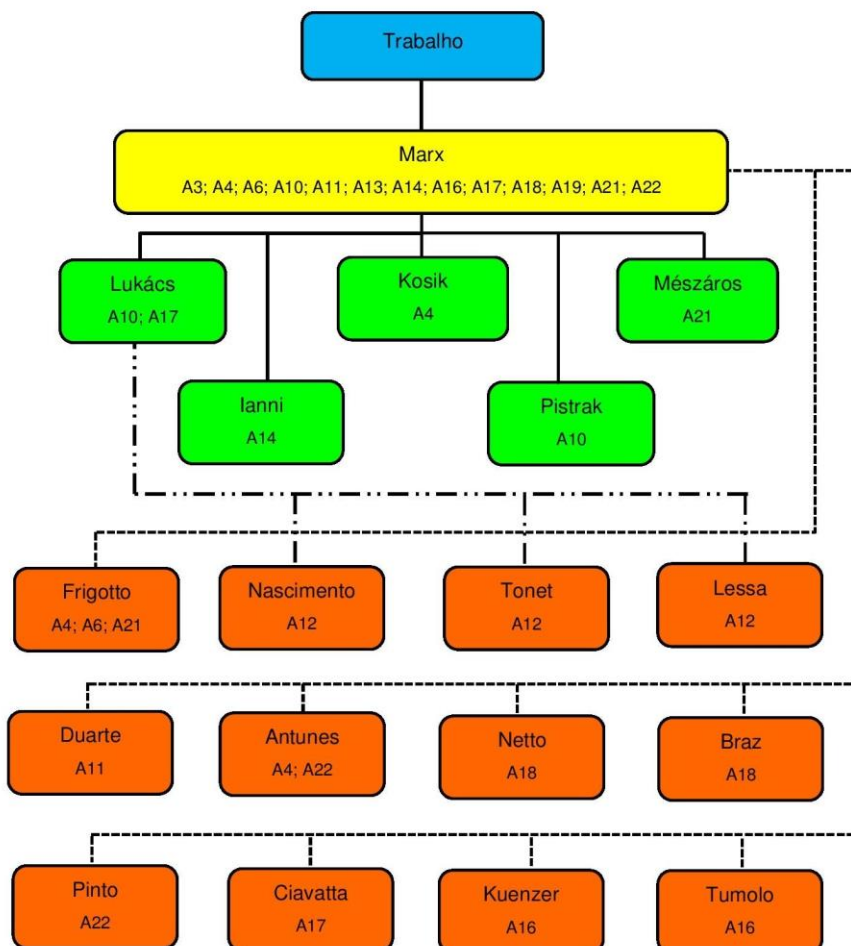 Trabalho
Marx
A3; A4; A6; A10; A11; A13; A14; A16; A17; A18; A19; A21; A22
Lukács
A10; A17
Kosik
A4
Mészáros
A21
Ianni
A14
Pistrak
A10
Frigotto
A4; A6; A21
Nascimento
A12
Tonet
A12
Lessa
A12
Duarte
A11
Antunes
A4; A22
Netto
A18
Braz
A18
Pinto
A22
Ciavatta
A17
Kuenzer
A16
Tumolo
A16